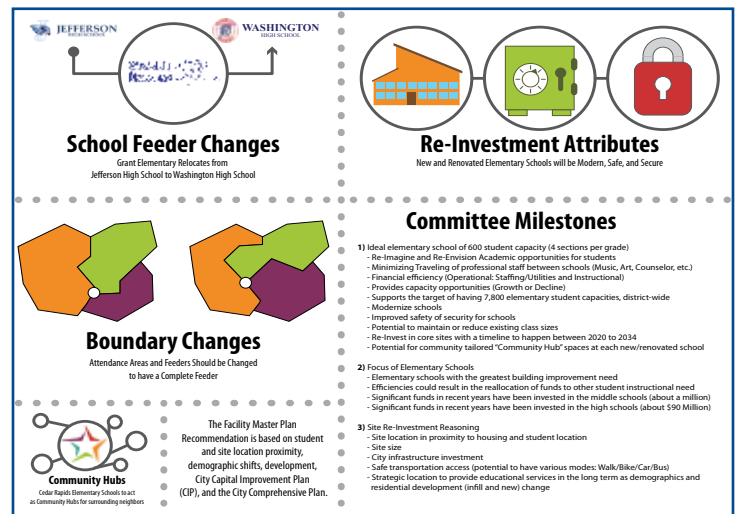 JEFFERSON
HIGH SCHOOL
WASHINGTON
HIGH SCHOOL
School Feeder Changes
Grant Elementary Relocates from
Jefferson High School to Washington High School
Re-Investment Attributes
New and Renovated Elementary Schools will be Modern, Safe, and Secure
Boundary Changes
Attendance Areas and Feeders Should be Changed
to have a Complete Feeder
Community Hubs
Cedar Rapids Elementary Schools to act
as Community Hubs for surrounding neighbors
The Facility Master Plan
Recommendation is based on student
and site location proximity,
demographic shifts, development,
City Capital Improvement Plan
(CIP), and the City Comprehensive Plan.
Committee Milestones
1) Ideal elementary school of 600 student capacity (4 sections per grade)
- Re-Imagine and Re-Envision Academic opportunities for students
- Minimizing Traveling of professional staff between schools (Music, Art, Counselor, etc.)
- Financial efficiency (Operational: Staffing/Utilities and Instructional)
- Provides capacity opportunities (Growth or Decline)
- Supports the target of having 7,800 elementary student capacities, district-wide
- Modernize schools
- Improved safety of security for schools
- Potential to maintain or reduce existing class sizes
- Re-Invest in core sites with a timeline to happen between 2020 to 2034
- Potential for community tailored "Community Hub" spaces at each new/renovated school
2) Focus of Elementary Schools
- Elementary schools with the greatest building improvement need
- Efficiencies could result in the reallocation of funds to other student instructional need
- Significant funds in recent years have been invested in the middle schools (about a million)
- Significant funds in recent years have been invested in the high schools (about $90 Million)
3) Site Re-Investment Reasoning
- Site location in proximity to housing and student location
- Site size
- City infrastructure investment
- Safe transportation access (potential to have various modes: Walk/Bike/Car/Bus)
- Strategic location to provide educational services in the long term as demographics and
residential development (infill and new) change